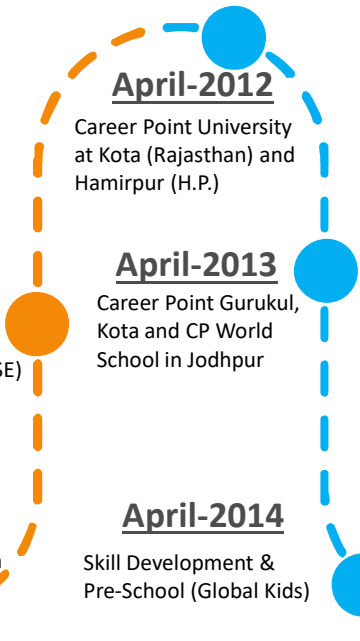 April-2012
Career Point University
at Kota (Rajasthan) and
Hamirpur (H.P.)
April-2013
Career Point Gurukul,
Kota and CP World
School in Jodhpur
SE)
April-2014
Skill Development &
Pre-School (Global Kids)